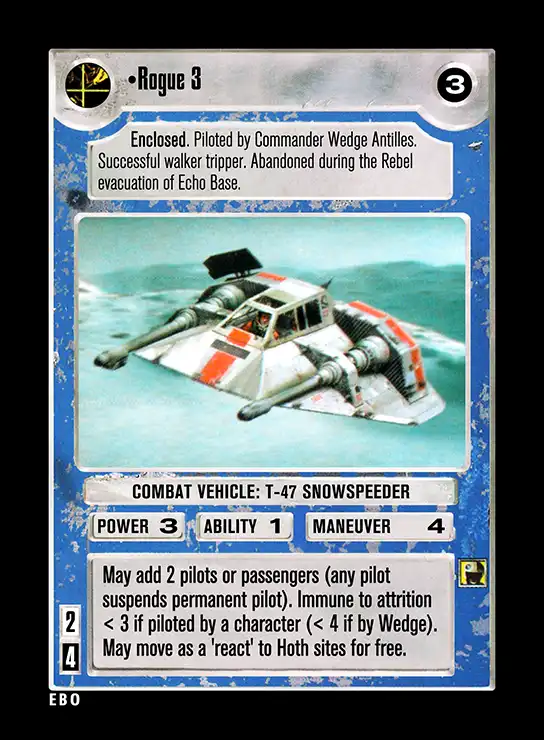 •Rogue 3
3
Enclosed. Piloted by Commander Wedge Antilles.
Successful walker tripper. Abandoned during the Rebel
evacuation of Echo Base.
COMBAT VEHICLE: T-47 SNOWSPEEDER
POWER 3 ABILITY 1 MANEUVER 4
May add 2 pilots or passengers (any pilot
suspends permanent pilot). Immune to attrition
< 3 if piloted by a character (< 4 if by Wedge).
May move as a 'react' to Hoth sites for free.
2
4
EBO